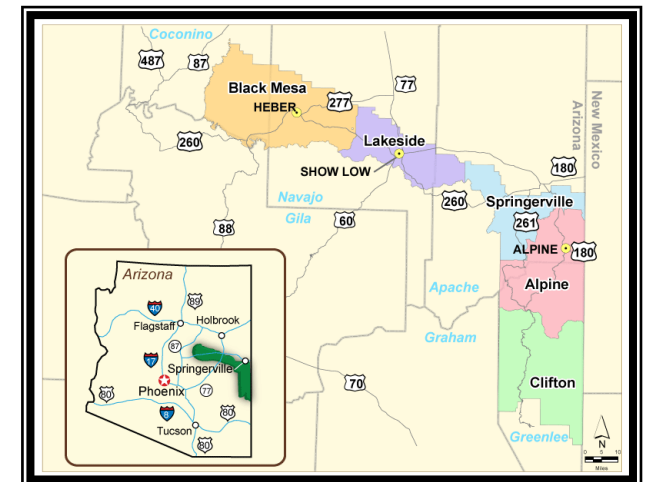 Coconino
487
87
Black Mesa
HEBER
277
77
New Mexico
Arizona
260
Lakeside
SHOW LOW
180
Navajo
Gila
88
60
260
Springerville
261
ALPINE
180
Apache
Alpine
Graham
70
Clifton
Greenlee
N
0 5 10
Miles
Arizona
40
89
Flagstaff
Holbrook
87
17
Springerville
Phoenix
80
77
8
80
Tucson
80